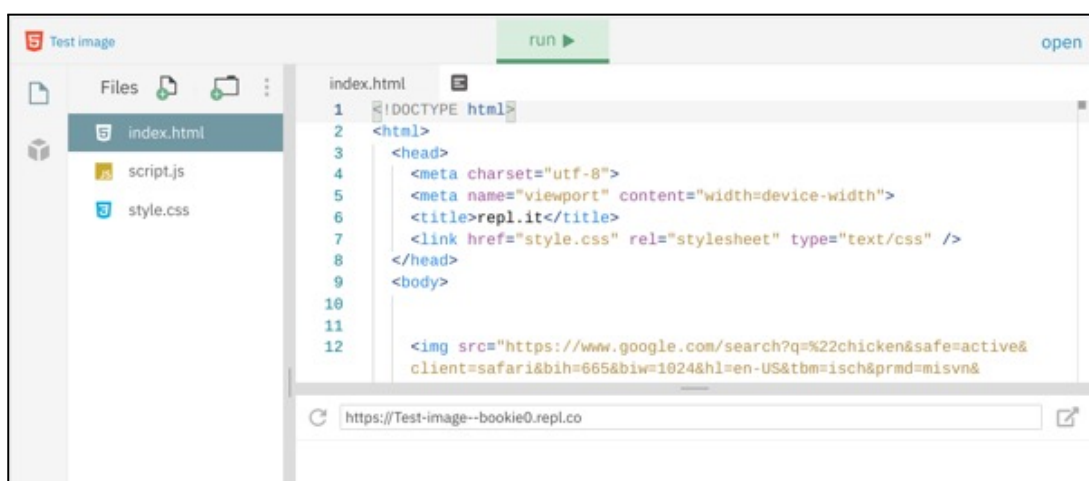 Test image
run
open
Files
index.html
script.js
style.css
index.html
1 <!DOCTYPE html>
2 <html>
3 <head>
4 <meta charset="utf-8">
5 <meta name="viewport" content="width=device-width">
6 <title>repl.it</title>
7 <link href="style.css" rel="stylesheet" type="text/css" />
8 </head>
9 <body>
10
11
12 <img src="https://www.google.com/search?q=%22chicken&safe=active&
client=safari&bih=665&biw=1024&hl=en-US&tbm=isch&prmd=misvn&
https://Test-image--bookie0.repl.co